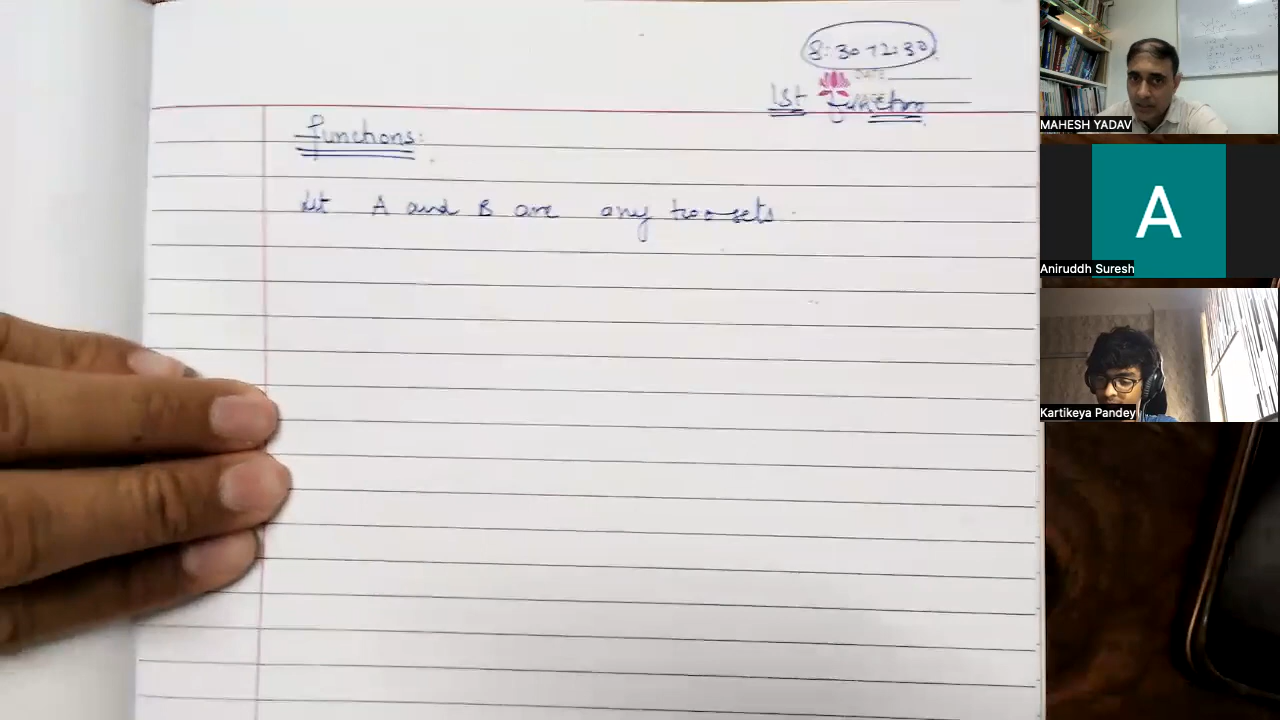 8:30-12:30
DATE
1st function
functions:
Let A and B are any two sets.
MAHESH YADAV
A
Aniruddh Suresh
Kartikeya Pandey